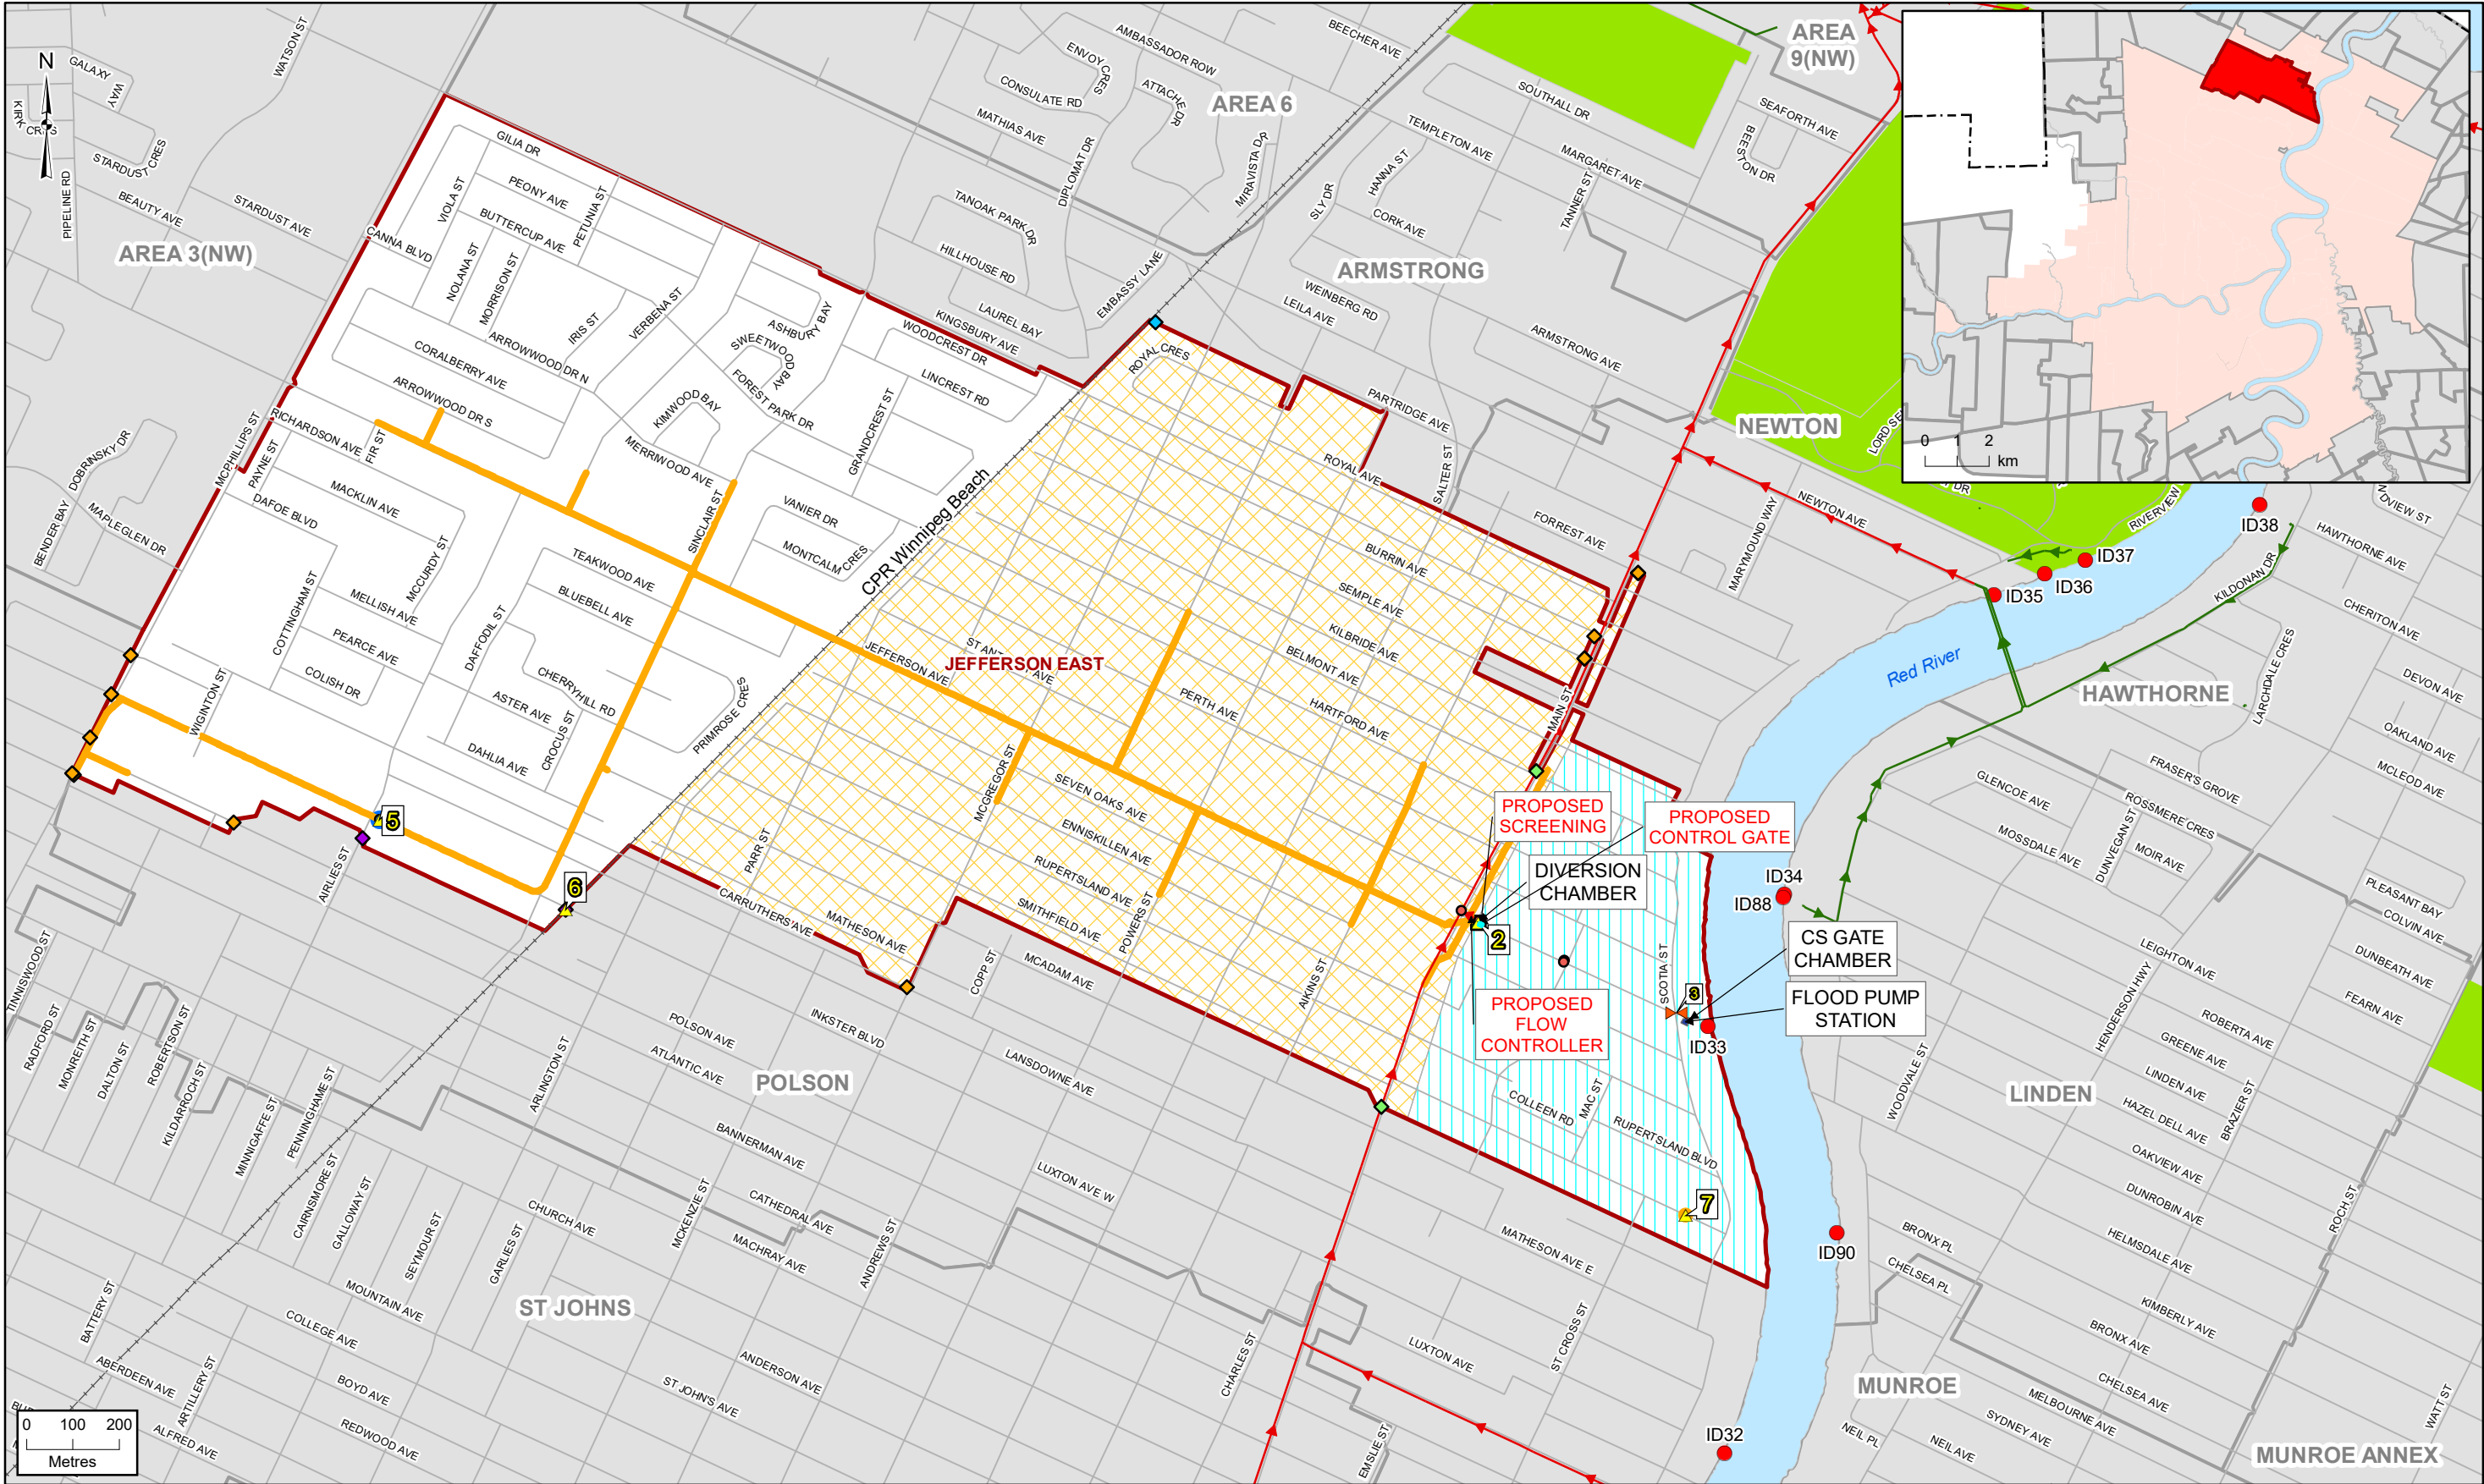 N
GALAXY
WAY
KIRK
CRES
STARDUST
CRES
PIPELINE RD
BEAUTY AVE
STARDUST AVE
WATSON ST
AREA 3(NW)
GILIA DR
PEONY AVE
BUTTERCUP AVE
VIOLA ST
PETUNIA ST
CANNA BLVD
NOLANA ST
MORRISON ST
IRIS ST
VERBENA ST
ARROWWOOD DR N
CORALBERRY AVE
ARROWWOOD DR S
SWEETWOOD
BAY
ASHBURY BAY
KIMWOOD BAY
FOREST PARK DR
MERRIWOOD AVE
GRANDCREST ST
LINCREST RD
WOODCREST DR
KINGSBURY AVE
LAUREL BAY
HILLHOUSE RD
TANOAK PARK DR
MATHIAS AVE
CONSULATE RD
ENVOY CRES
AMBASSADOR ROW
ATTACHE DR
DIPLOMAT DR
EMBASSY LANE
MIRAVISTA DR
AREA 6
BEECHER AVE
SLY DR
HANNA ST
CORK AVE
TEMPLETON AVE
SOUTHALL DR
MARGARET AVE
TANNER ST
SEAFORTH AVE
BEESTON DR
AREA
9(NW)
ARMSTRONG
WEINBERG RD
LEILA AVE
ARMSTRONG AVE
PARTRIDGE AVE
NEWTON
NEWTON AVE
FORREST AVE
MARYMOUND WAY
SALTER ST
ROYAL CRES
ROYAL AVE
BURRIN AVE
SEMPLE AVE
KILBRIDE AVE
BELMONT AVE
HARTFORD AVE
PERTH AVE
JEFFERSON EAST
JEFFERSON AVE
SEVEN OAKS AVE
ENNISKILLEN AVE
RUPERTSLAND AVE
SMITHFIELD AVE
MATHESON AVE
CARRUTHERS AVE
PARR ST
MCGREGOR ST
POWERS ST
AIKINS ST
MAIN ST
CPR Winnipeg Beach
RICHARDSON AVE
PAYNE ST
FIR ST
MCPHILLIPS ST
DAFOE BLVD
MACKLIN AVE
MCCURDY ST
COTTINGHAM ST
MELLISH AVE
PEARCE AVE
COLISH DR
WIGINTON ST
DAFFODIL ST
TEAKWOOD AVE
BLUEBELL AVE
CHERRYHILL RD
ASTER AVE
CROCUS ST
DAHLIA AVE
PRIMROSE CRES
SINCLAIR ST
VANIER DR
MONTCALM CRES
DOBRINSKY DR
BENDER BAY
MAPLEGLEN DR
5
6
2
3
7
PROPOSED
SCREENING
PROPOSED
CONTROL GATE
DIVERSION
CHAMBER
PROPOSED
FLOW
CONTROLLER
CS GATE
CHAMBER
FLOOD PUMP
STATION
SCOTIA ST
COLLEEN RD
MAC ST
RUPERTSLAND BLVD
MATHESON AVE E
ST CROSS ST
LUXTON AVE
ID32
ID33
ID34
ID88
ID35
ID36
ID37
ID38
ID90
Red River
RIVERVIEW
KILDONAN DR
HAWTHORNE AVE
CHERITON AVE
LARCHDALE CRES
DEVON AVE
OAKLAND AVE
MCLEOD AVE
HAWTHORNE
FRASER'S GROVE
ROSSMERE CRES
GLENCOE AVE
MOSSDALE AVE
DUNVEGAN ST
MOIR AVE
PLEASANT BAY
COLVIN AVE
DUNBEATH AVE
FEARN AVE
LEIGHTON AVE
ROBERTA AVE
GREENE AVE
LINDEN AVE
HAZEL DELL AVE
OAKVIEW AVE
DUNROBIN AVE
HELMSDALE AVE
KIMBERLY AVE
BRONX AVE
CHELSEA AVE
MELBOURNE AVE
SYDNEY AVE
NEIL AVE
NEIL PL
BRONX PL
CHELSEA PL
HENDERSON HWY
WOODVALE ST
BRAZIER ST
ROCH ST
WATT ST
LINDEN
MUNROE
MUNROE ANNEX
POLSON
POLSON AVE
ATLANTIC AVE
INKSTER BLVD
LANSDOWNE AVE
MCADAM AVE
COPP ST
BANNERMAN AVE
CATHEDRAL AVE
MACHRAY AVE
LUXTON AVE W
ANDREWS ST
MCKENZIE ST
CHURCH AVE
ARLINGTON ST
AIRLIES ST
TINNISWOOD ST
RADFORD ST
MONREITH ST
DALTON ST
ROBERTSON ST
KILDARROCH ST
MINNIGAFFE ST
PENNINGHAME ST
CAIRNSMORE ST
GALLOWAY ST
SEYMOUR ST
GARLIES ST
BATTERY ST
ARTILLERY ST
MOUNTAIN AVE
COLLEGE AVE
BOYD AVE
REDWOOD AVE
ABERDEEN AVE
ALFRED AVE
ST JOHNS
ST JOHN'S AVE
ANDERSON AVE
CHARLES ST
EMSLIE ST
0 100 200
Metres
0 1 2
km